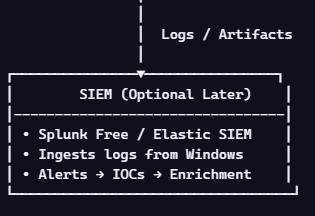 Logs / Artifacts
SIEM (Optional Later)
• Splunk Free / Elastic SIEM
• Ingests logs from Windows
• Alerts → IOCs → Enrichment